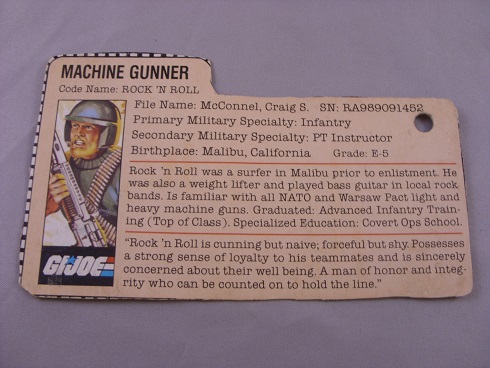 MACHINE GUNNER
Code Name: ROCK 'N ROLL
File Name: McConnel, Craig S. SN: RA989091452
Primary Military Specialty: Infantry
Secondary Military Specialty: PT Instructor
Birthplace: Malibu, California Grade: E-5
Rock 'n Roll was a surfer in Malibu prior to enlistment. He
was also a weight lifter and played bass guitar in local rock
bands. Is familiar with all NATO and Warsaw Pact light and
heavy machine guns. Graduated: Advanced Infantry Train-
ing (Top of Class). Specialized Education: Covert Ops School.
"Rock 'n Roll is cunning but naive; forceful but shy. Possesses
a strong sense of loyalty to his teammates and is sincerely
concerned about their well being. A man of honor and integ-
rity who can be counted on to hold the line."
GI JOE